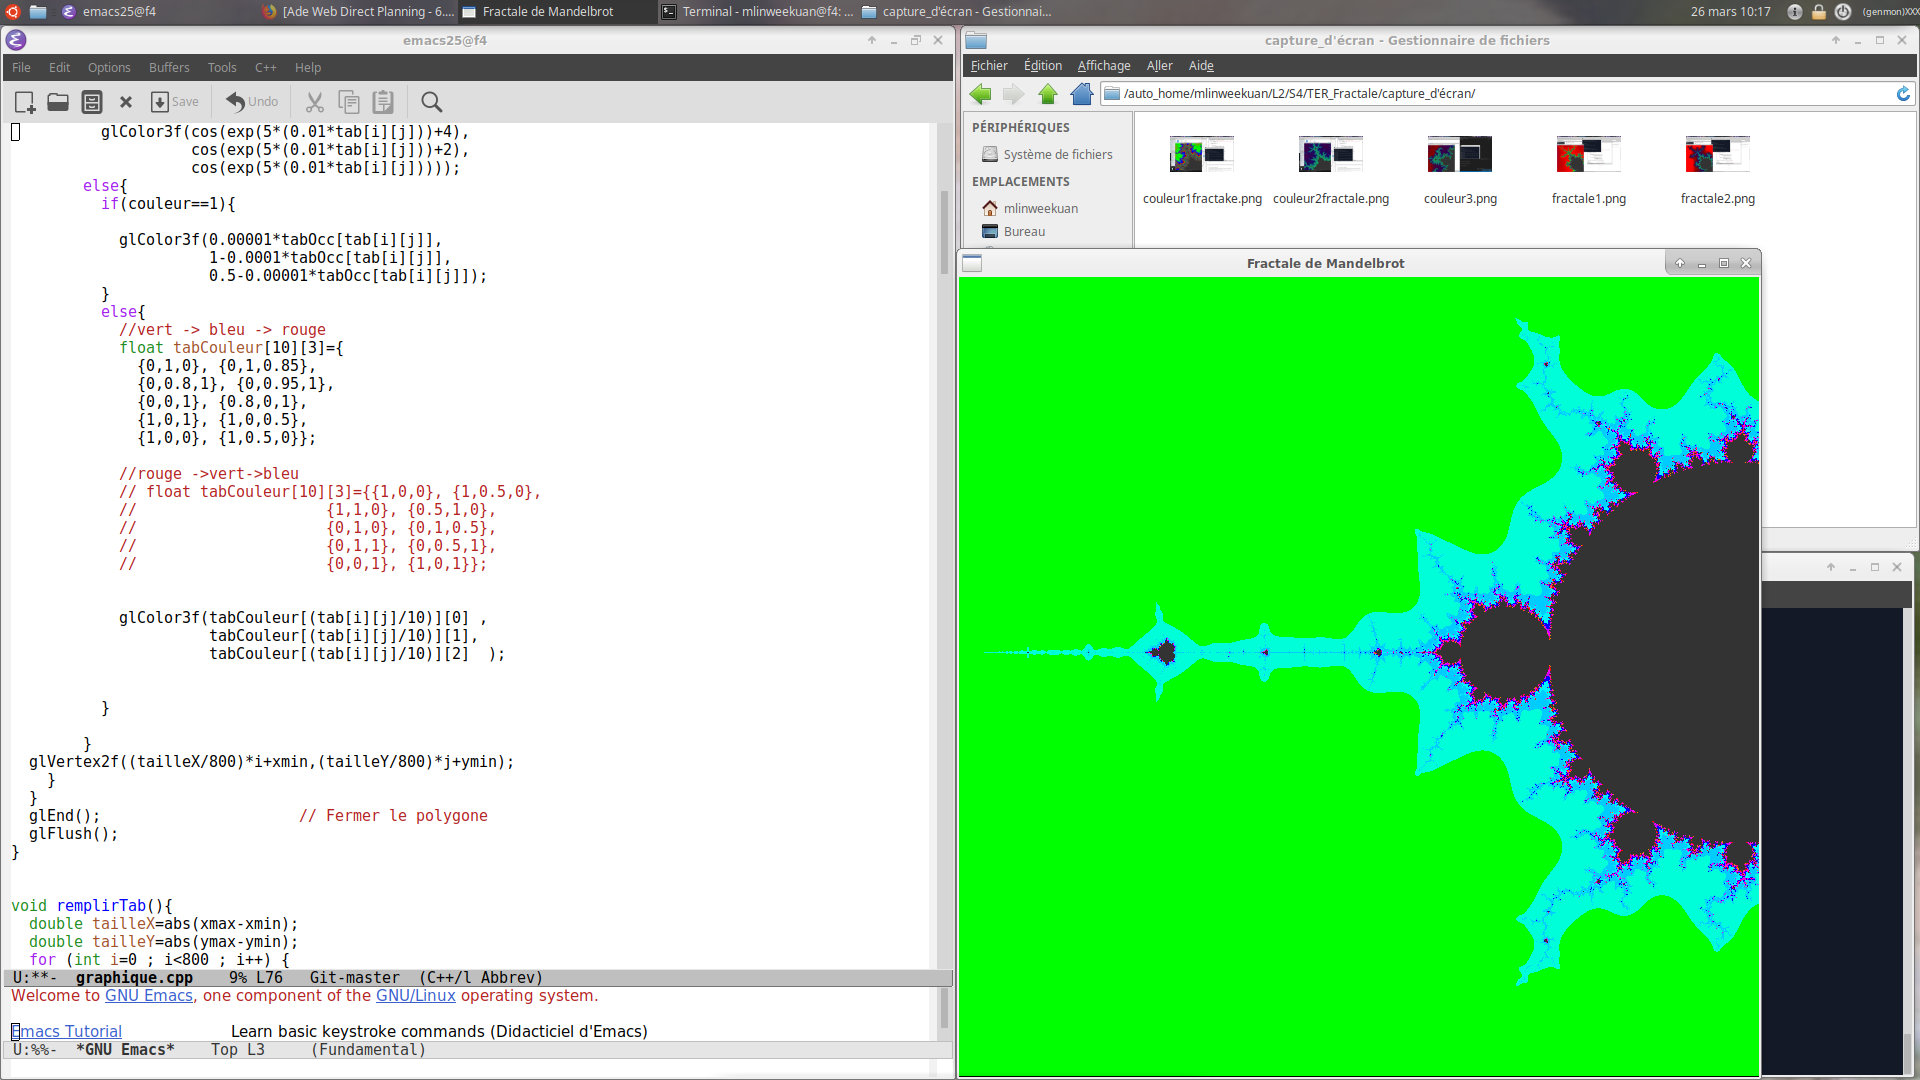 emacs25@f4
[Ade Web Direct Planning - 6....
Fractale de Mandelbrot
Terminal - mlinweekuan@f4: ...
capture_d'écran - Gestionnai...
26 mars 10:17
(genmon)XXX
emacs25@f4
File Edit Options Buffers Tools C++ Help
Save
Undo
glColor3f(cos(exp(5*(0.01*tab[i][j]))+4),
cos(exp(5*(0.01*tab[i][j]))+2),
cos(exp(5*(0.01*tab[i][j]))));
else{
if(couleur==1){
glColor3f(0.00001*tabOcc[tab[i][j]],
1-0.0001*tabOcc[tab[i][j]],
0.5-0.00001*tabOcc[tab[i][j]]);
}
else{
//vert -> bleu -> rouge
float tabCouleur[10][3]={
{0,1,0}, {0,1,0.85},
{0,0.8,1}, {0,0.95,1},
{0,0,1}, {0.8,0,1},
{1,0,1}, {1,0,0.5},
{1,0,0}, {1,0.5,0}};
//rouge ->vert->bleu
// float tabCouleur[10][3]={{1,0,0}, {1,0.5,0},
// {1,1,0}, {0.5,1,0},
// {0,1,0}, {0,1,0.5},
// {0,1,1}, {0,0.5,1},
// {0,0,1}, {1,0,1}};
glColor3f(tabCouleur[(tab[i][j]/10)][0] ,
tabCouleur[(tab[i][j]/10)][1],
tabCouleur[(tab[i][j]/10)][2]  );
}
}
glVertex2f((tailleX/800)*i+xmin,(tailleY/800)*j+ymin);
}
}
glEnd(); // Fermer le polygone
glFlush();
}
void remplirTab(){
double tailleX=abs(xmax-xmin);
double tailleY=abs(ymax-ymin);
for (int i=0 ; i<800 ; i++) {
U:**- graphique.cpp 9% L76 Git-master (C++/l Abbrev)
Welcome to GNU Emacs, one component of the GNU/Linux operating system.
Emacs Tutorial Learn basic keystroke commands (Didacticiel d'Emacs)
U:%%- *GNU Emacs* Top L3 (Fundamental)
capture_d'écran - Gestionnaire de fichiers
Fichier Édition Affichage Aller Aide
/auto_home/mlinweekuan/L2/S4/TER_Fractale/capture_d'écran/
PÉRIPHÉRIQUES
Système de fichiers
EMPLACEMENTS
mlinweekuan
Bureau
couleur1fractake.png
couleur2fractale.png
couleur3.png
fractale1.png
fractale2.png
Fractale de Mandelbrot